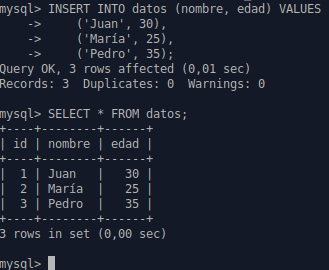 mysql> INSERT INTO datos (nombre, edad) VALUES
    ->     ('Juan', 30),
    ->     ('María', 25),
    ->     ('Pedro', 35);
Query OK, 3 rows affected (0,01 sec)
Records: 3  Duplicates: 0  Warnings: 0

mysql> SELECT * FROM datos;
+----+--------+------+
| id | nombre | edad |
+----+--------+------+
|  1 | Juan   |   30 |
|  2 | María  |   25 |
|  3 | Pedro  |   35 |
+----+--------+------+
3 rows in set (0,00 sec)

mysql>